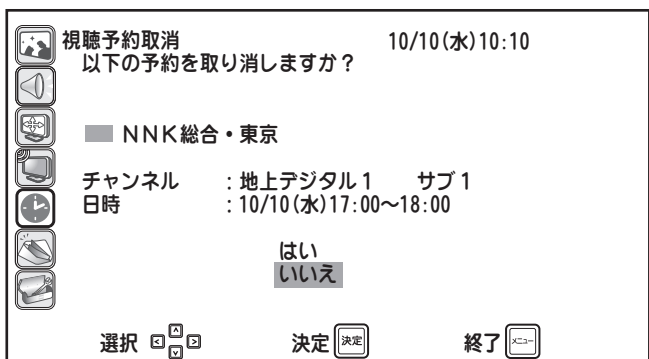 視聴予約取消 10/10(水)10:10
以下の予約を取り消しますか？
NNK総合・東京
チャンネル ：地上デジタル1 サブ1
日時 ：10/10(水)17:00～18:00
はい
いいえ
選択 決定 決定 終了 メニュー